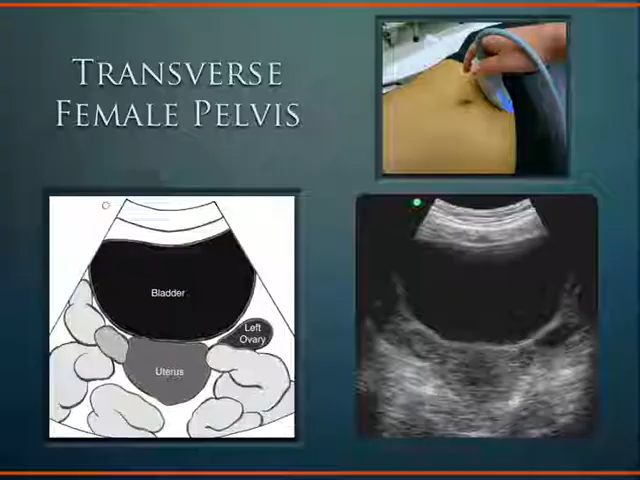 Transverse
Female Pelvis
Bladder
Left
Ovary
Uterus